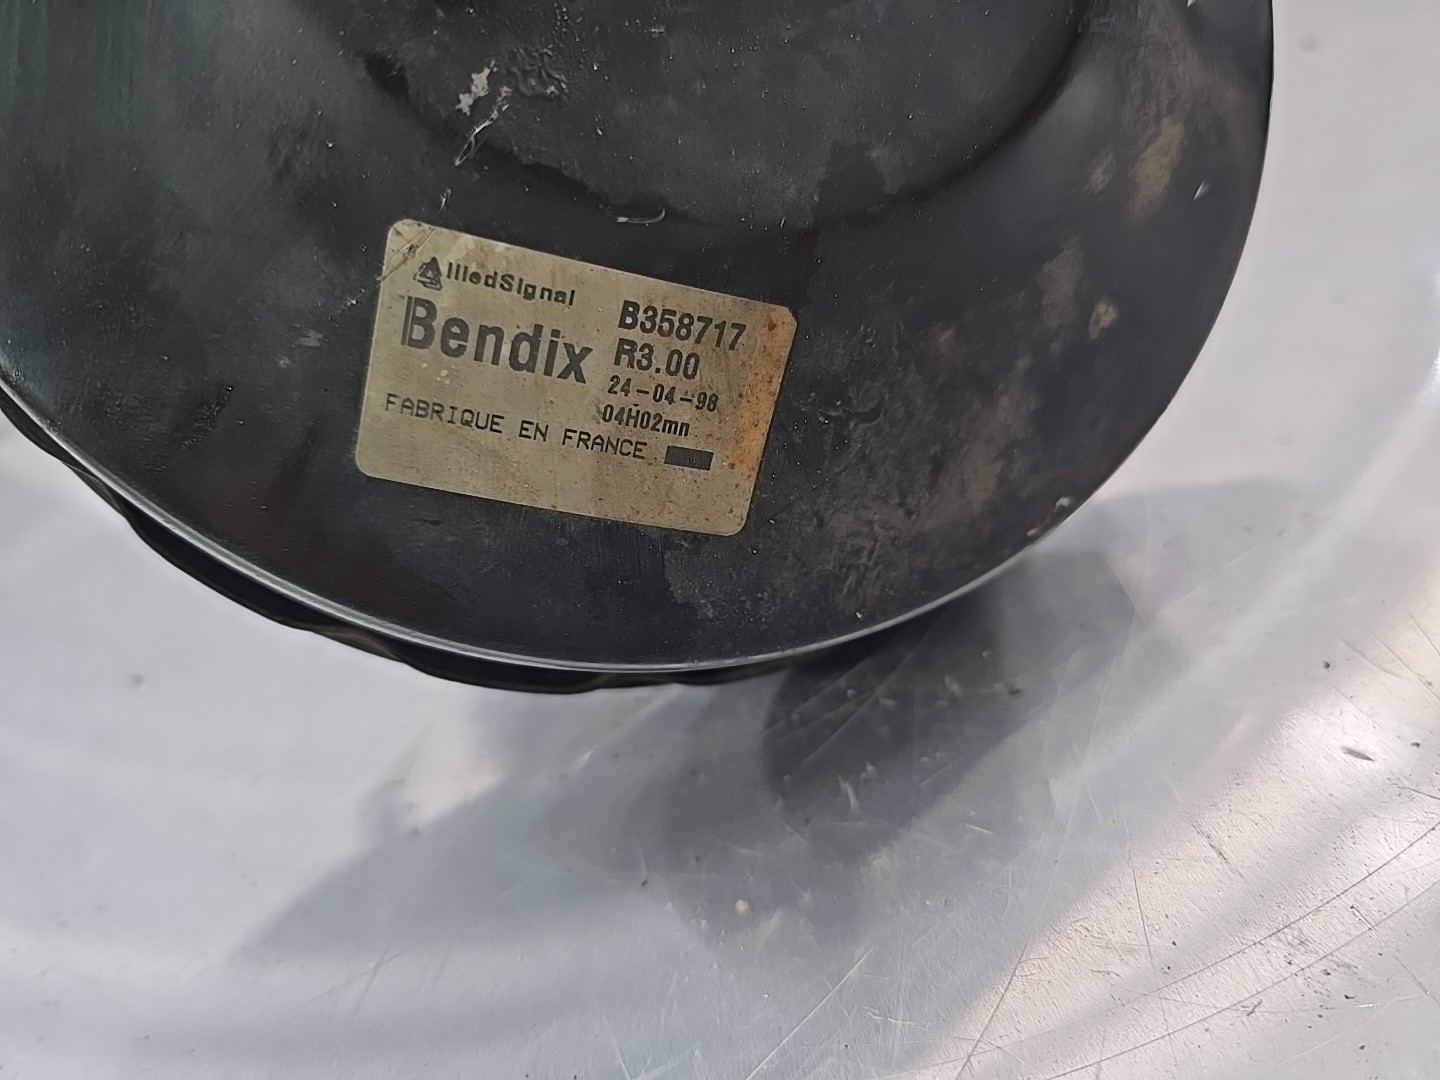 AlliedSignal
Bendix
B358717
R3.00
24-04-98
04H02mn
FABRIQUE EN FRANCE